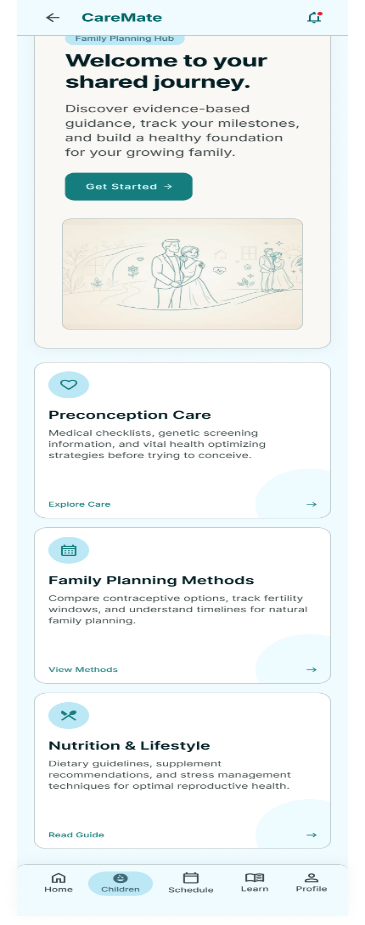 CareMate
Family Planning Hub
Welcome to your
shared journey.
Discover evidence-based
guidance, track your milestones,
and build a healthy foundation
for your growing family.
Get Started →
Preconception Care
Medical checklists, genetic screening
information, and vital health optimizing
strategies before trying to conceive.
Explore Care →
Family Planning Methods
Compare contraceptive options, track fertility
windows, and understand timelines for natural
family planning.
View Methods →
Nutrition & Lifestyle
Dietary guidelines, supplement
recommendations, and stress management
techniques for optimal reproductive health.
Read Guide →
Home Children Schedule Learn Profile